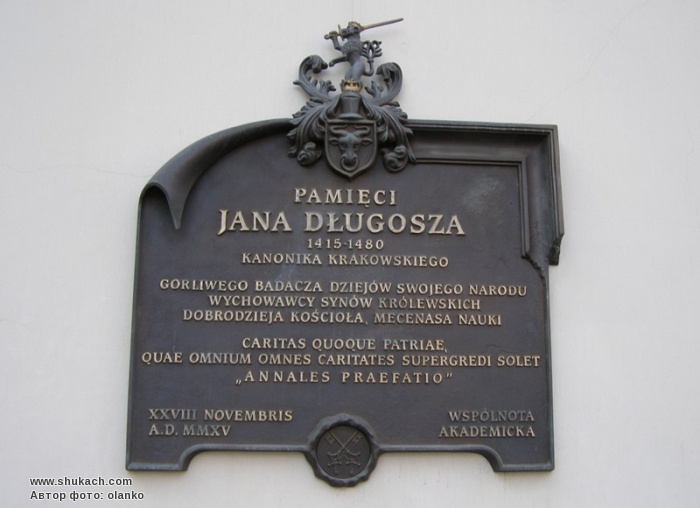 PAMIĘCI
JANA DŁUGOSZA
1415-1480
KANONIKA KRAKOWSKIEGO
GORLIWEGO BADACZA DZIEJÓW SWOJEGO NARODU
WYCHOWAWCY SYNÓW KRÓLEWSKICH
DOBRODZIEJA KOŚCIOŁA, MECENASA NAUKI
CARITAS QUOQUE PATRIAE,
QUAE OMNIUM OMNES CARITATES SUPERGREDI SOLET
„ANNALES PRAEFATIO"
XXVIII NOVEMBRIS
A.D. MMXV
WSPÓLNOTA
AKADEMICKA
www.shukach.com
Автор фото: olanko